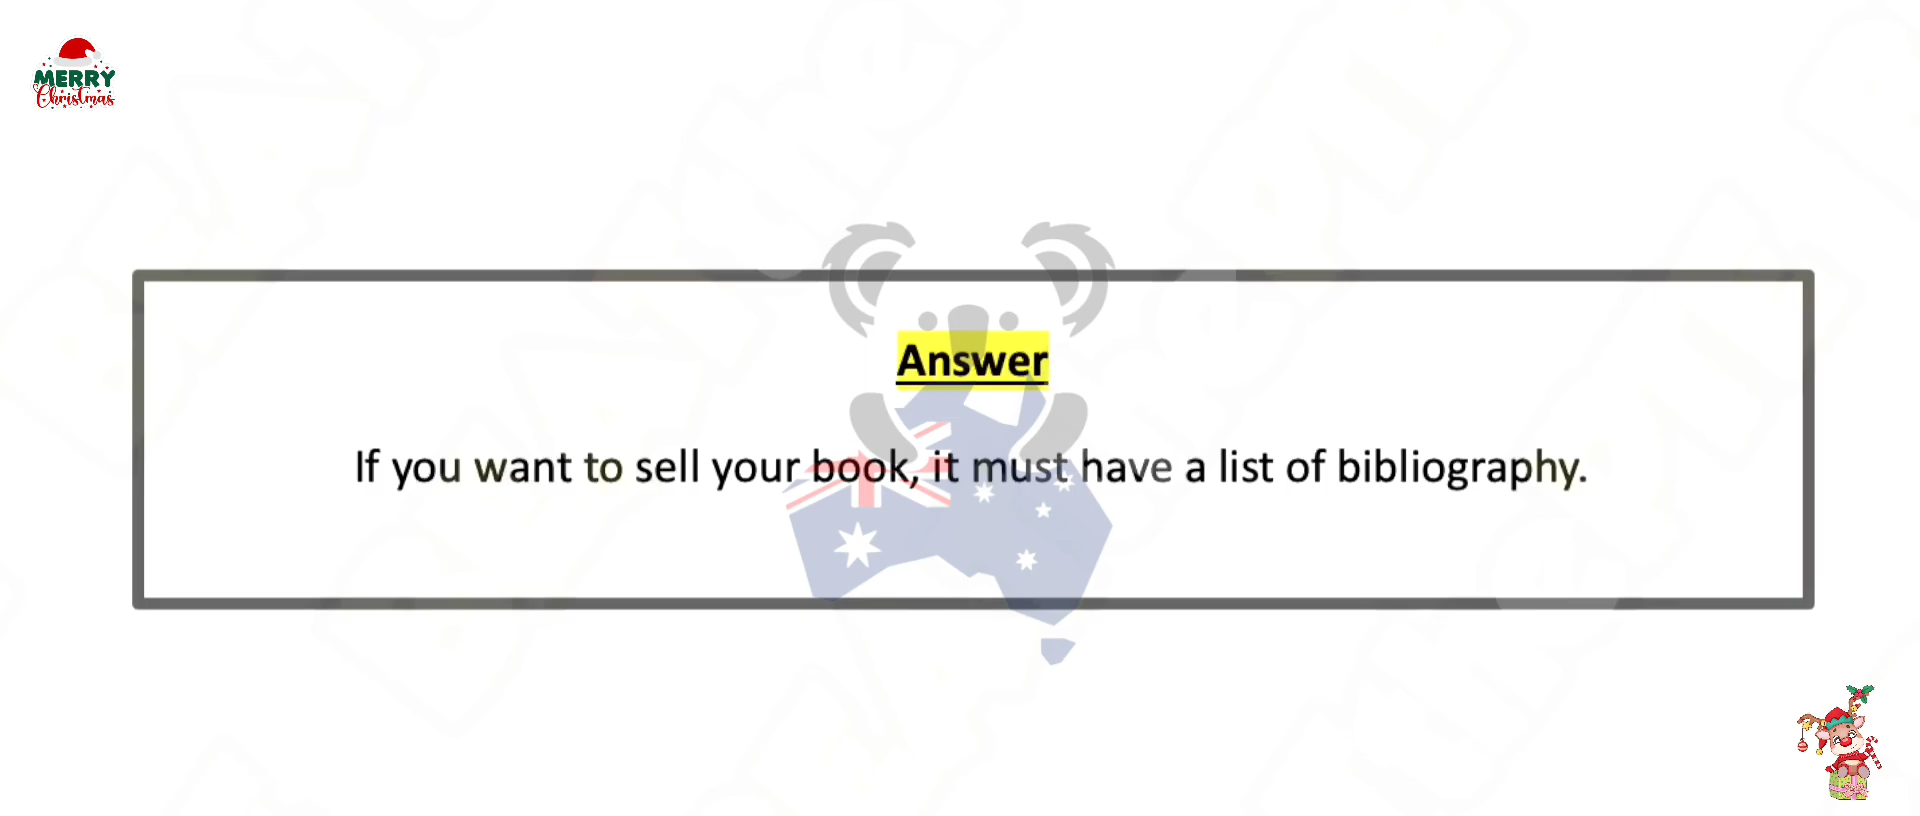 MERRY
Christmas
Answer
If you want to sell your book, it must have a list of bibliography.